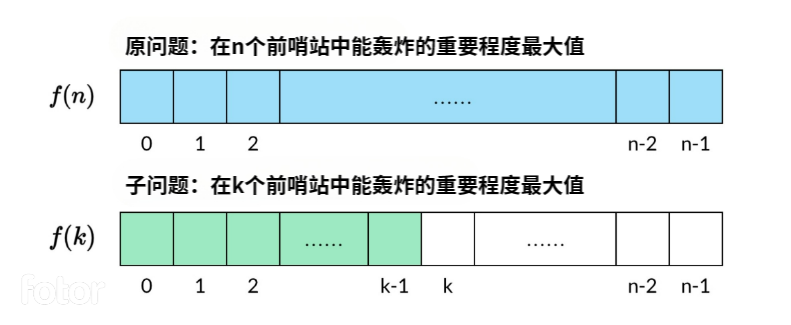 原问题：在n个前哨站中能轰炸的重要程度最大值
f(n)
......
0 1 2 n-2 n-1
子问题：在k个前哨站中能轰炸的重要程度最大值
f(k)
...... ......
0 1 2 k-1 k n-2 n-1
fotor